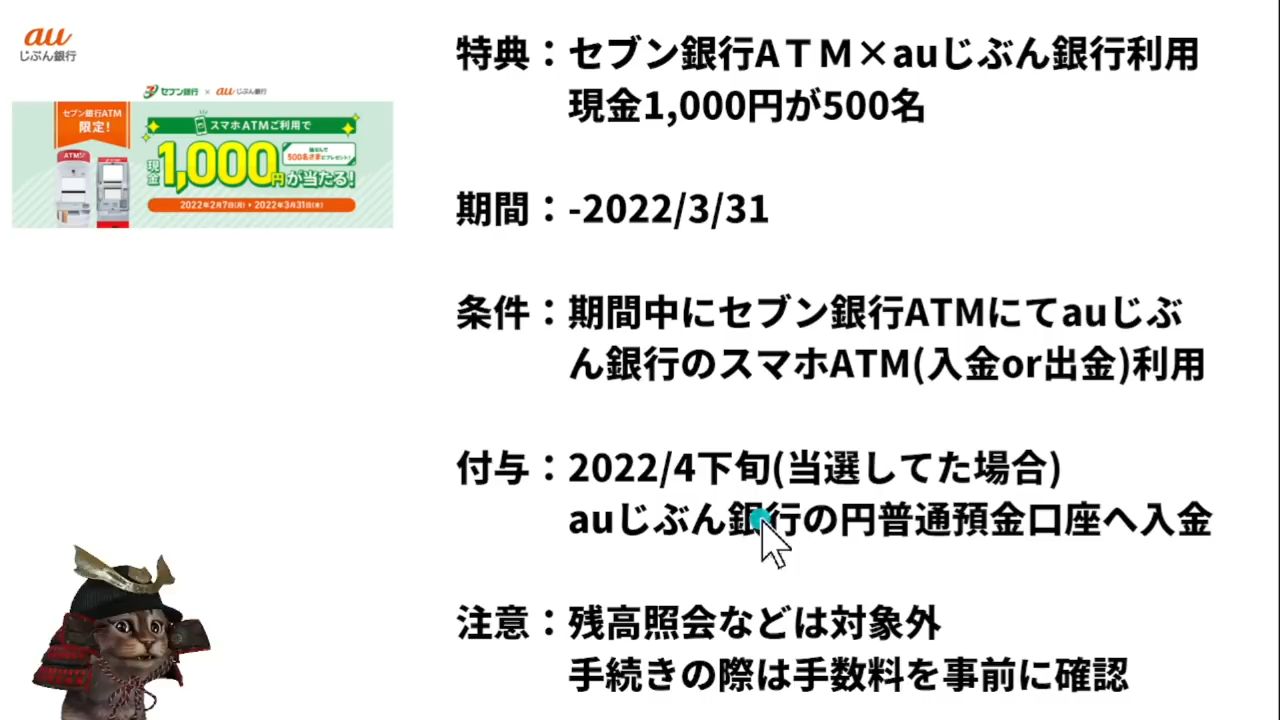 au
じぶん銀行
セブン銀行 × au じぶん銀行
セブン銀行ATM
限定!
スマホATMご利用で
現金1,000円が当たる!
抽せんで
500名さまにプレゼント!
ATM
2022年2月7日(月) ▶ 2022年3月31日(木)
特典：セブン銀行ATM×auじぶん銀行利用
現金1,000円が500名
期間：-2022/3/31
条件：期間中にセブン銀行ATMにてauじぶ
ん銀行のスマホATM(入金or出金)利用
付与：2022/4下旬(当選してた場合)
auじぶん銀行の円普通預金口座へ入金
注意：残高照会などは対象外
手続きの際は手数料を事前に確認